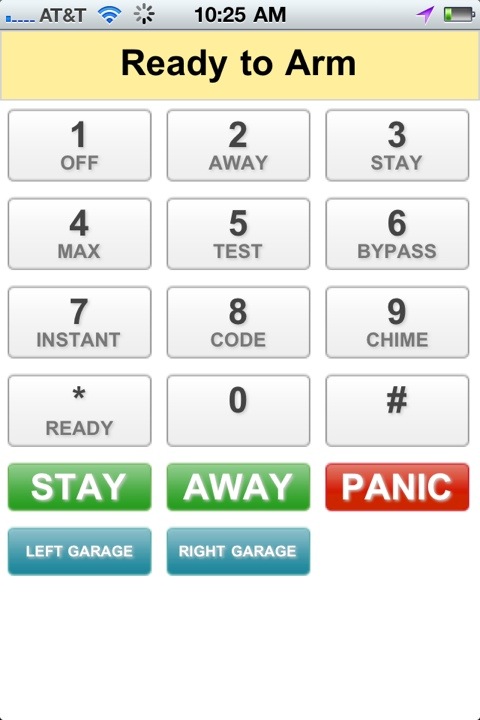 AT&T 10:25 AM
Ready to Arm
1 2 3
OFF AWAY STAY
4 5 6
MAX TEST BYPASS
7 8 9
INSTANT CODE CHIME
* 0 #
READY
STAY AWAY PANIC
LEFT GARAGE RIGHT GARAGE